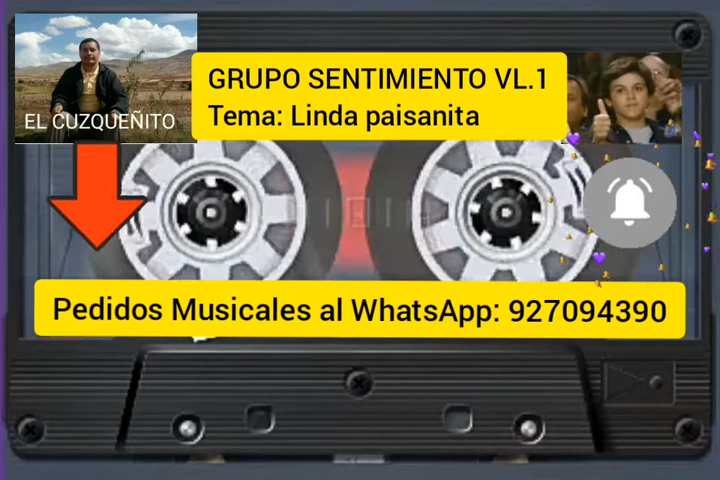 GRUPO SENTIMIENTO VL.1
Tema: Linda paisanita
EL CUZQUEÑITO
Pedidos Musicales al WhatsApp: 927094390